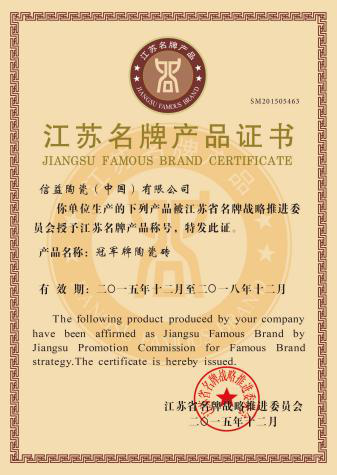 江苏名牌产品
JIANGSU FAMOUS BRAND
SM201505463
江苏名牌产品证书
JIANGSU FAMOUS BRAND CERTIFICATE
信益陶瓷（中国）有限公司
你单位生产的下列产品被江苏省名牌战略推进委
员会授予江苏名牌产品称号，特发此证。
产品名称：冠军牌陶瓷砖
有 效 期：二〇一五年十二月至二〇一八年十二月
The following product produced by your company
have been affirmed as Jiangsu Famous Brand by
Jiangsu Promotion Commission for Famous Brand
strategy.The certificate is hereby issued.
江苏省名牌战略推进委员会
江苏省名牌战略推进委员会
二〇一五年十二月